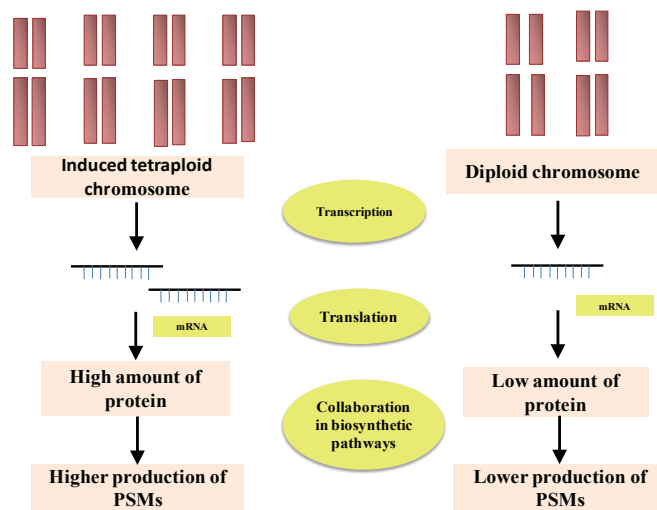 Induced tetraploid
chromosome
Diploid chromosome
Transcription
mRNA
mRNA
Translation
High amount of
protein
Low amount of
protein
Collaboration
in biosynthetic
pathways
Higher production of
PSMs
Lower production of
PSMs